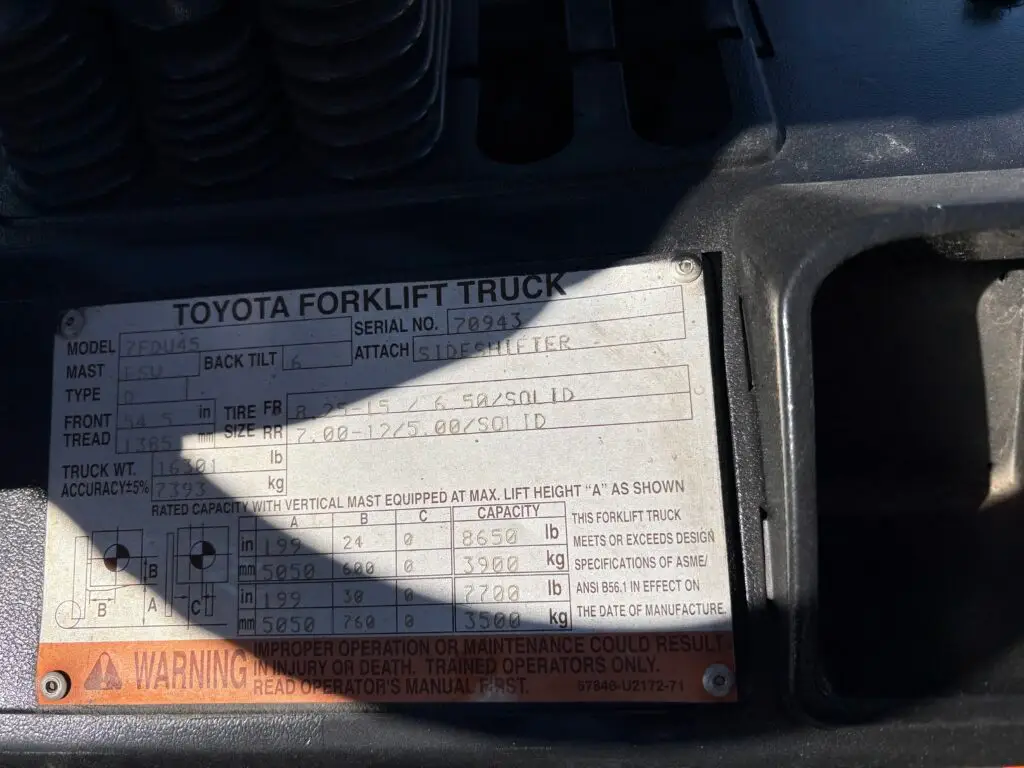 TOYOTA FORKLIFT TRUCK
MODEL 7FDU45 SERIAL NO. 70943
MAST FSV BACK TILT 6 ATTACH SIDESHIFTER
TYPE D
FRONT TREAD 54.5 in 1385 mm
TIRE SIZE FR 8.25-15 / 6.50/SOLID
RR 7.00-12/5.00/SOLID
TRUCK WT. 16301 lb
ACCURACY±5% 7393 kg
RATED CAPACITY WITH VERTICAL MAST EQUIPPED AT MAX. LIFT HEIGHT “A” AS SHOWN
A B C CAPACITY
in 199 24 0 8650 lb
mm 5050 600 0 3900 kg
in 199 30 0 7700 lb
mm 5050 760 0 3500 kg
B B A C
THIS FORKLIFT TRUCK
MEETS OR EXCEEDS DESIGN
SPECIFICATIONS OF ASME/
ANSI B56.1 IN EFFECT ON
THE DATE OF MANUFACTURE.
WARNING
IMPROPER OPERATION OR MAINTENANCE COULD RESULT
IN INJURY OR DEATH. TRAINED OPERATORS ONLY.
READ OPERATOR'S MANUAL FIRST.
57840-U2172-71